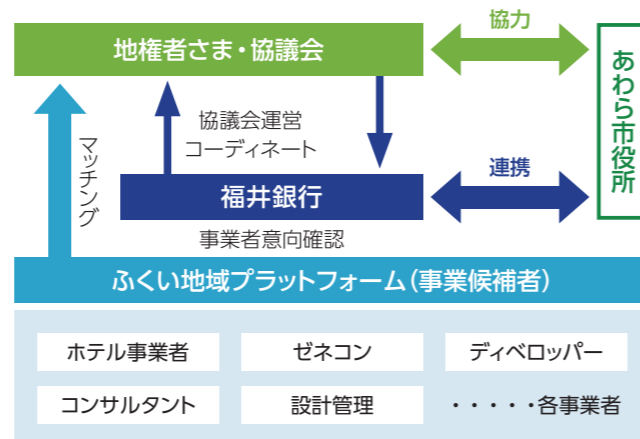 地権者さま・協議会
協力
あわら市役所
マッチング
協議会運営
コーディネート
福井銀行
連携
事業者意向確認
ふくい地域プラットフォーム(事業候補者)
ホテル事業者
ゼネコン
ディベロッパー
コンサルタント
設計管理
・・・・・各事業者